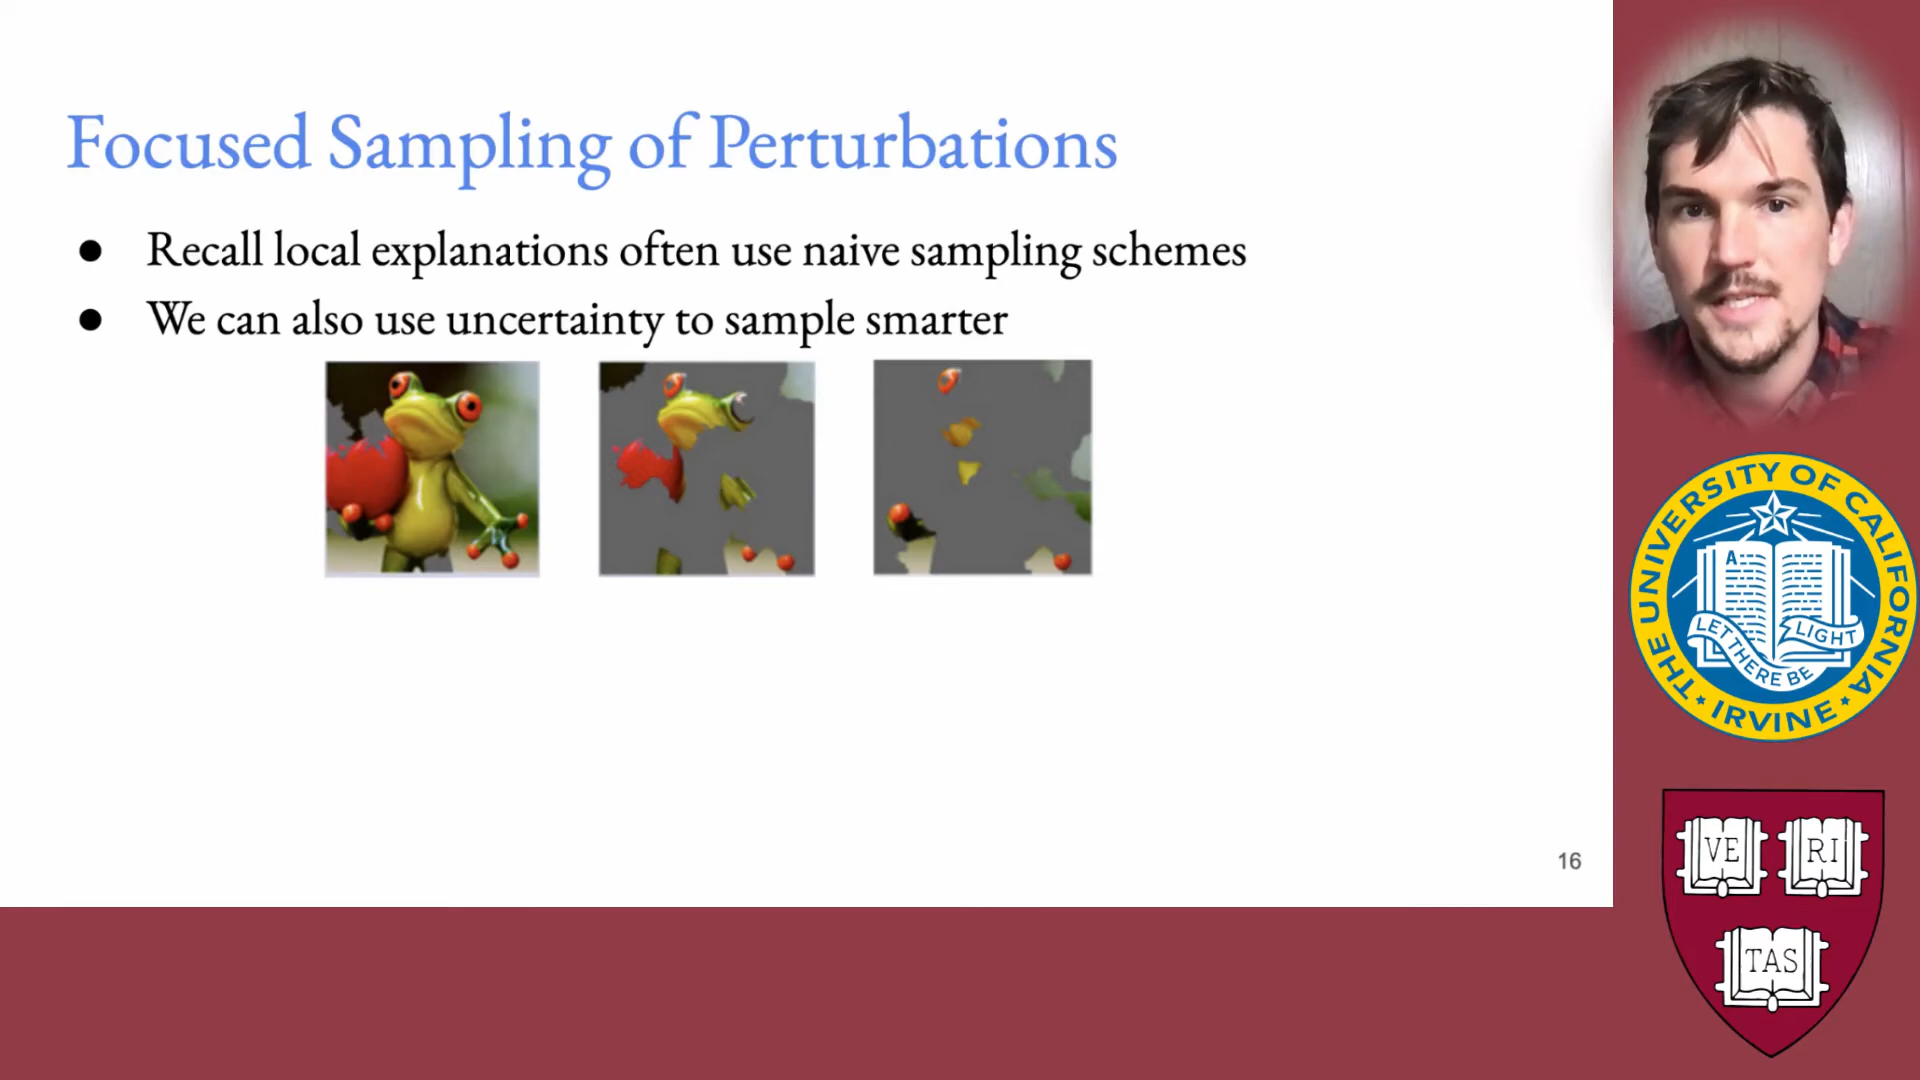 Focused Sampling of Perturbations
● Recall local explanations often use naive sampling schemes
● We can also use uncertainty to sample smarter
16
THE UNIVERSITY OF CALIFORNIA
A
LET THERE BE LIGHT
IRVINE
VE RI
TAS